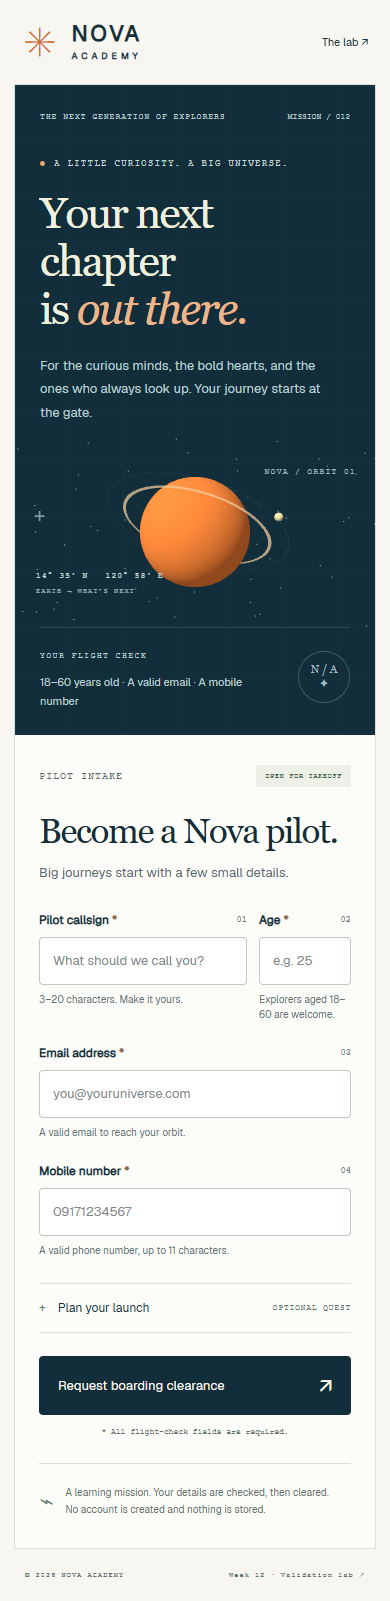 NOVA
ACADEMY
The lab ↗
THE NEXT GENERATION OF EXPLORERS
MISSION / 012
A LITTLE CURIOSITY. A BIG UNIVERSE.
Your next
chapter
is out there.
For the curious minds, the bold hearts, and the
ones who always look up. Your journey starts at
the gate.
NOVA / ORBIT 01
14° 35′ N 120° 58′ E
EARTH → WHAT'S NEXT
YOUR FLIGHT CHECK
18–60 years old · A valid email · A mobile
number
N/A
✦
PILOT INTAKE
OPEN FOR TAKEOFF
Become a Nova pilot.
Big journeys start with a few small details.
Pilot callsign * 01
Age * 02
What should we call you?
e.g. 25
3–20 characters. Make it yours.
Explorers aged 18–
60 are welcome.
Email address * 03
you@youruniverse.com
A valid email to reach your orbit.
Mobile number * 04
09171234567
A valid phone number, up to 11 characters.
+ Plan your launch
OPTIONAL QUEST
Request boarding clearance
* All flight-check fields are required.
A learning mission. Your details are checked, then cleared.
No account is created and nothing is stored.
© 2026 NOVA ACADEMY
Week 12 · Validation lab ↗